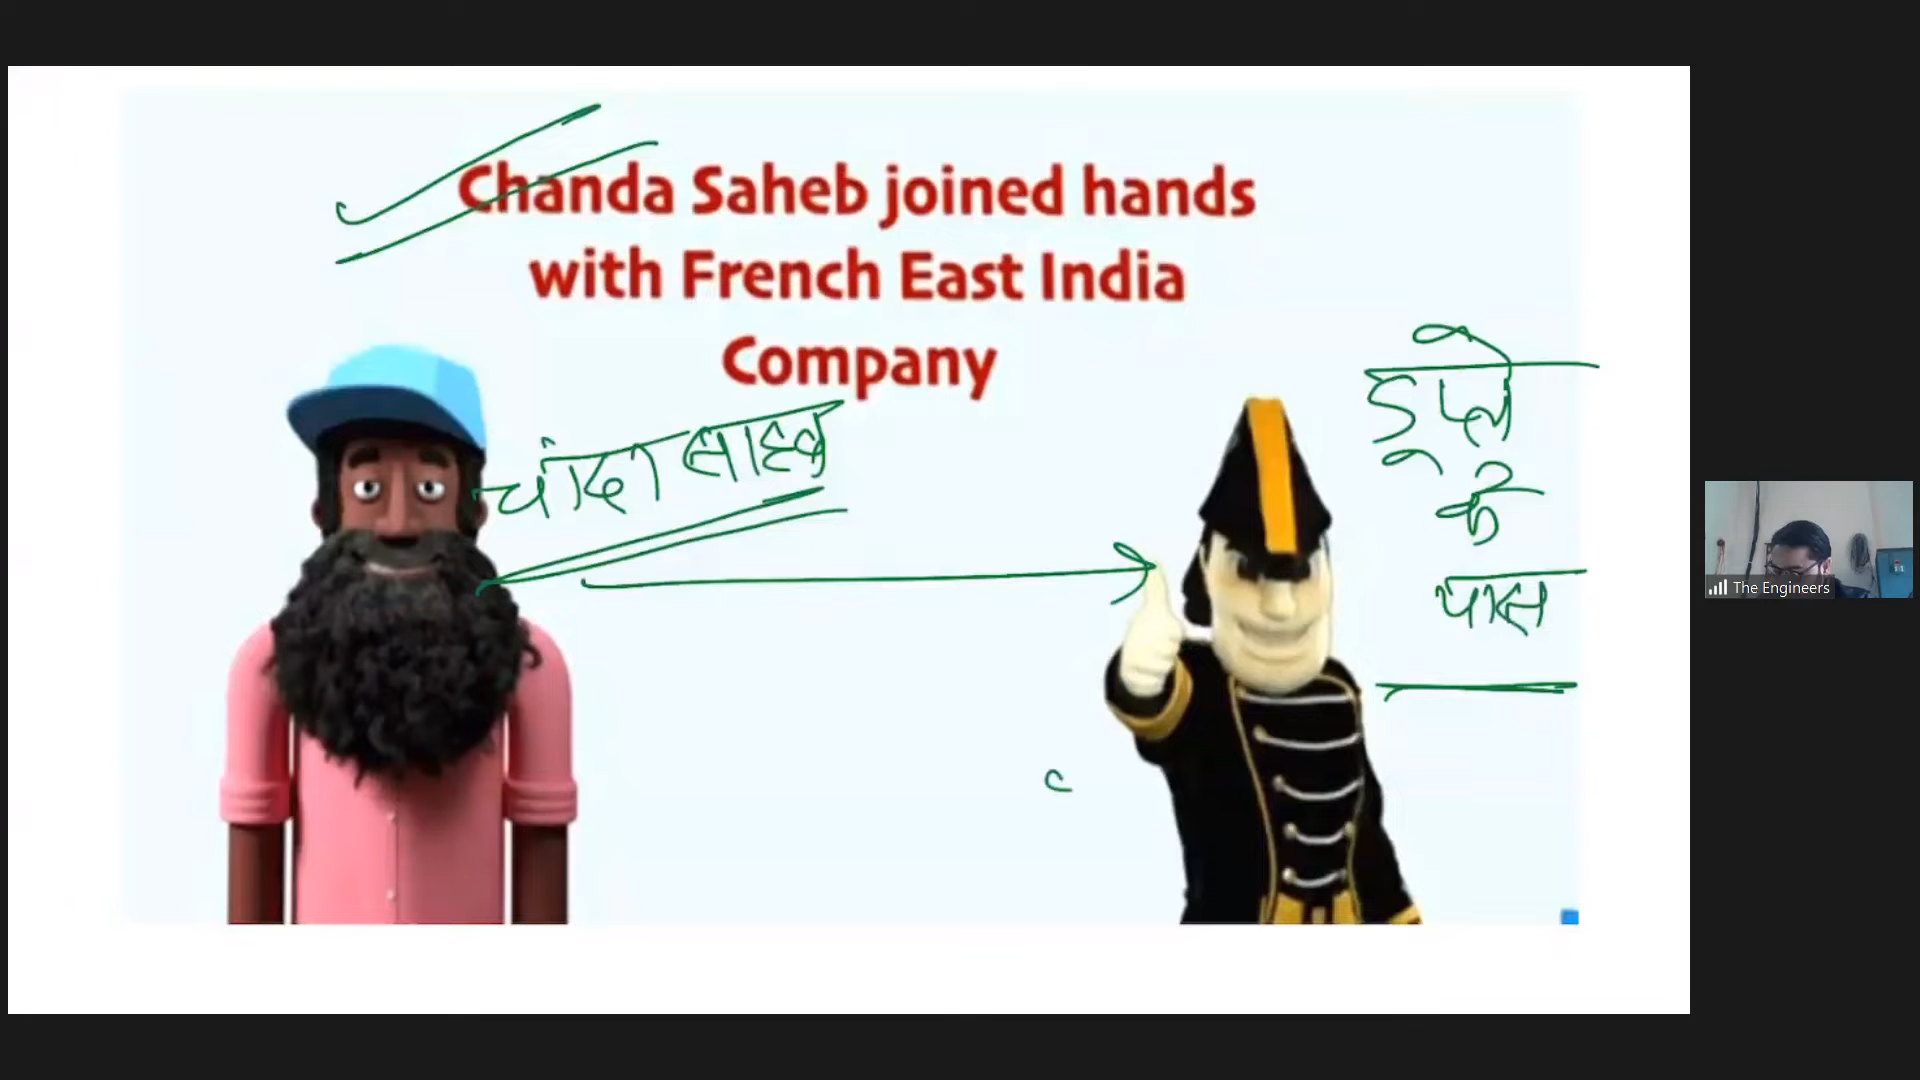 Chanda Saheb joined hands
with French East India
Company
चांदा साहब
डूप्ले
के
पास
The Engineers